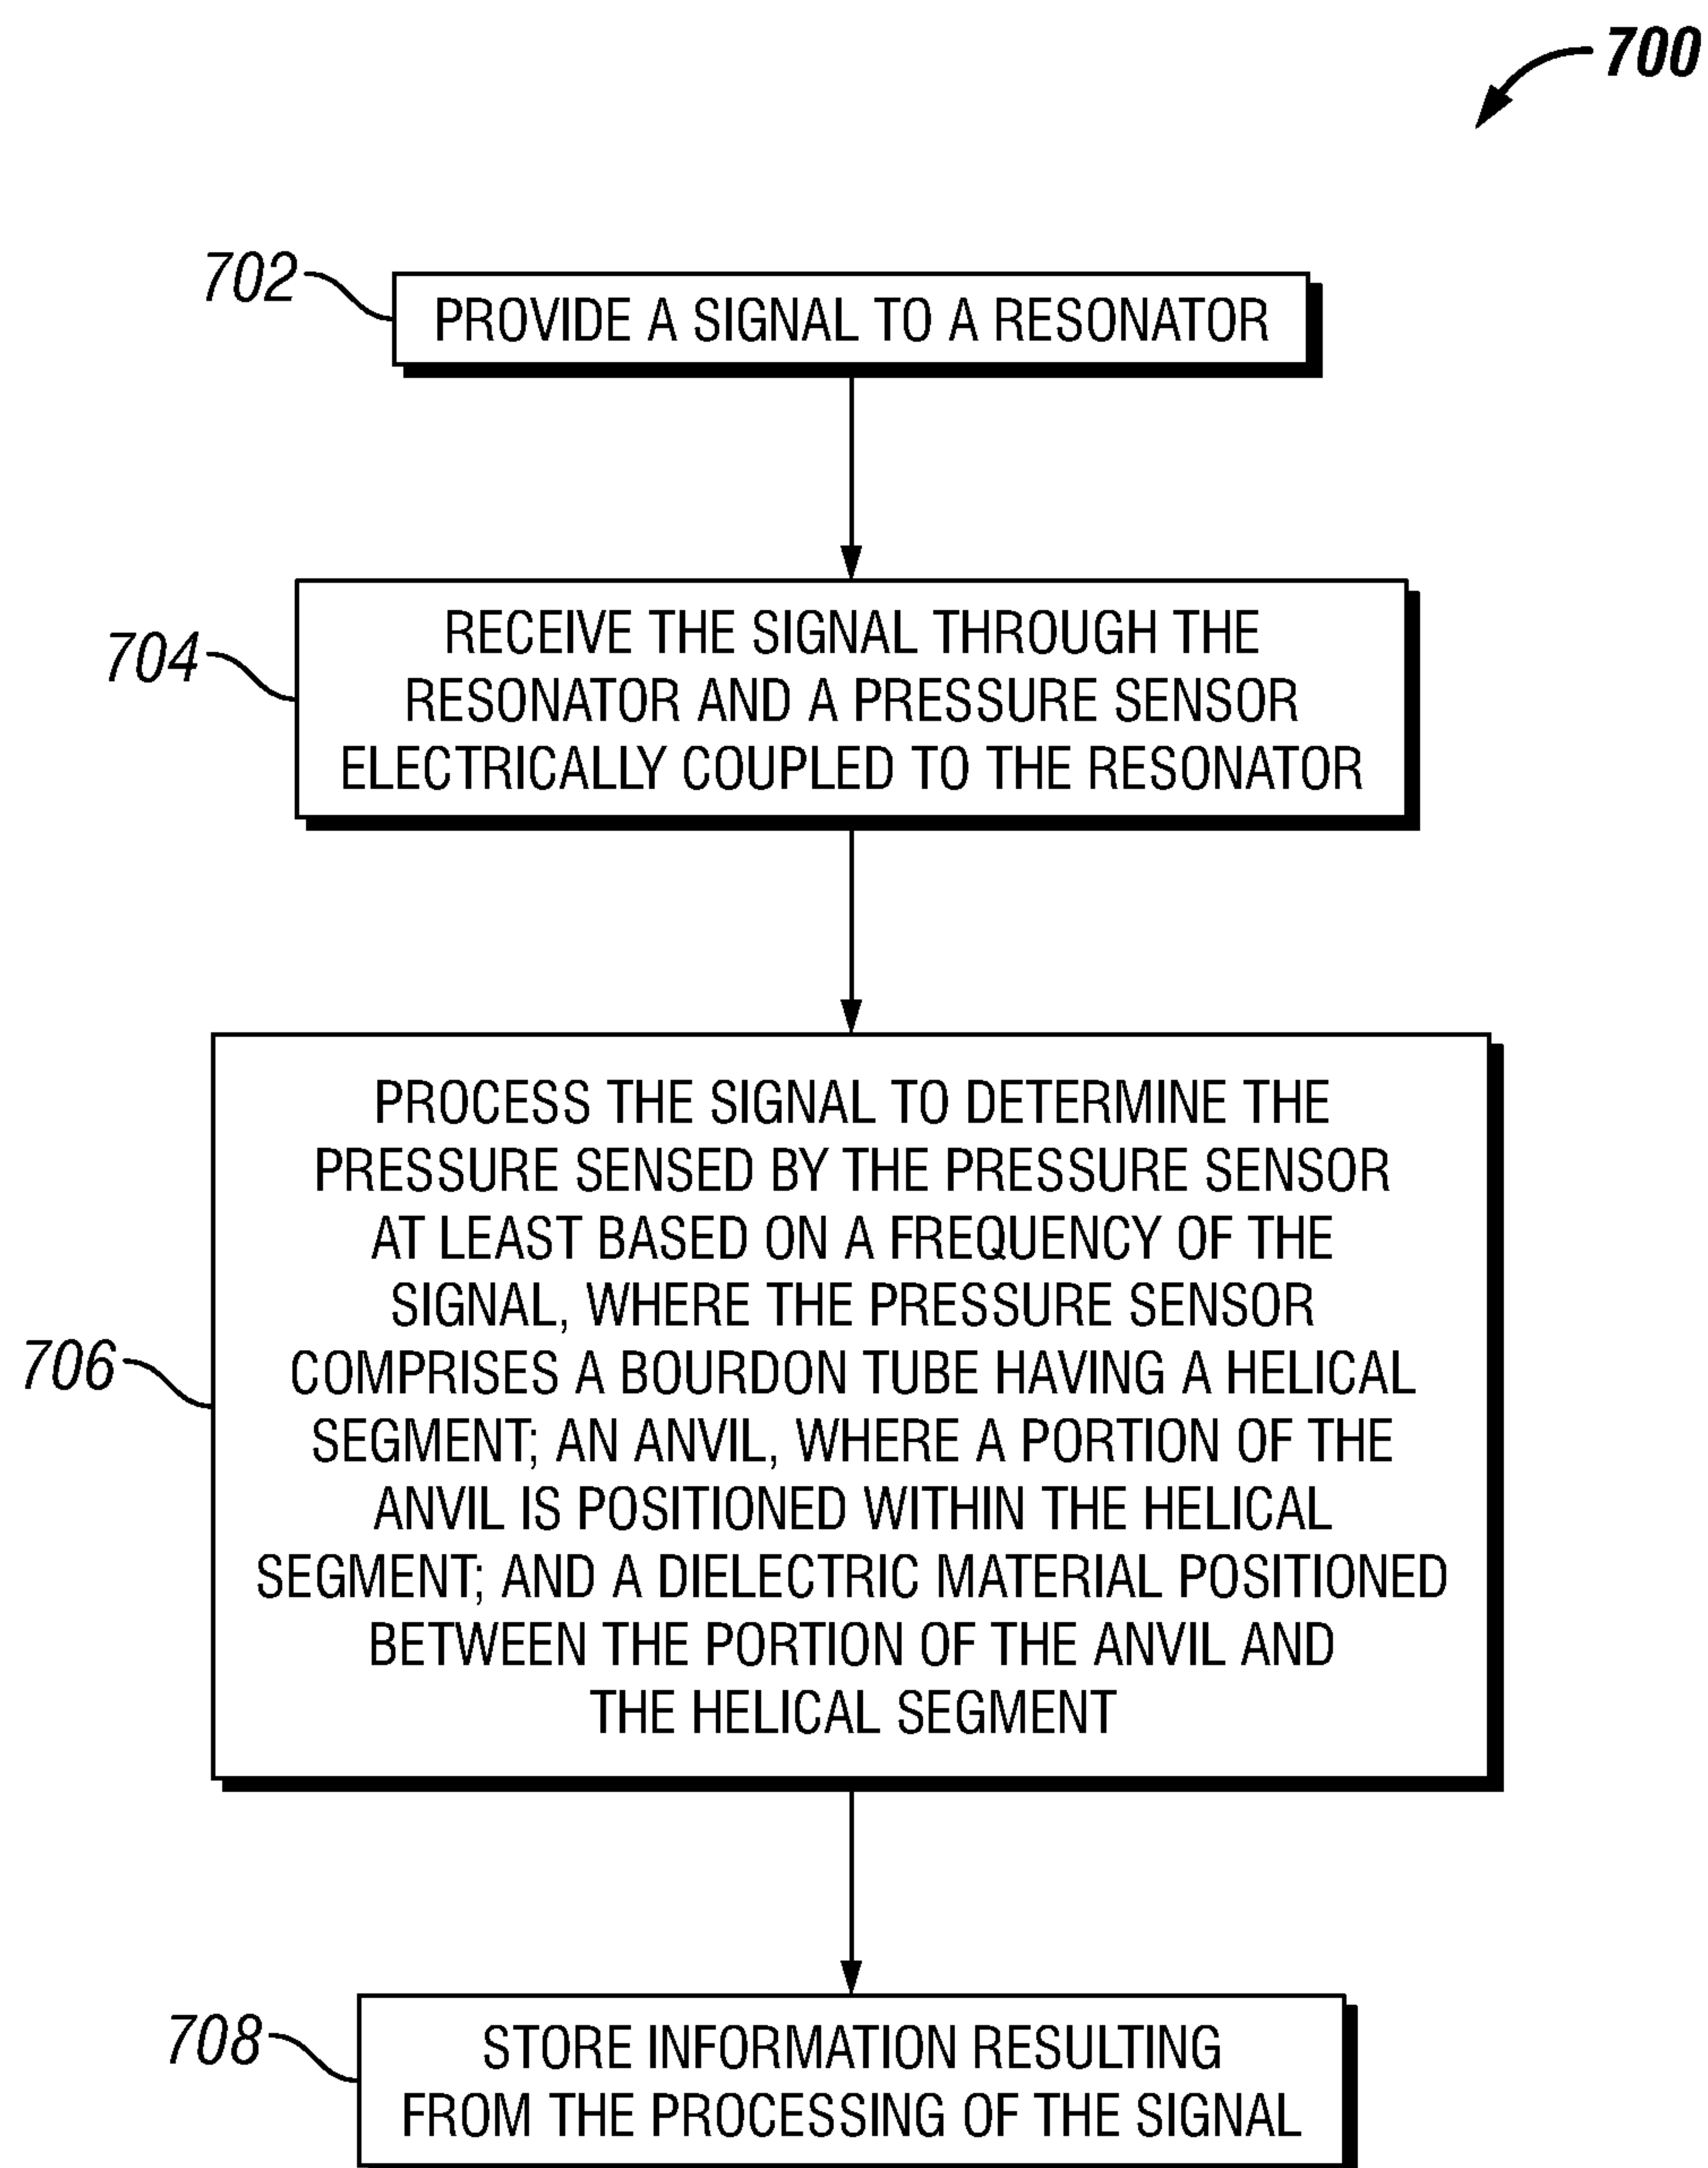 700
702
PROVIDE A SIGNAL TO A RESONATOR
704
RECEIVE THE SIGNAL THROUGH THE
RESONATOR AND A PRESSURE SENSOR
ELECTRICALLY COUPLED TO THE RESONATOR
706
PROCESS THE SIGNAL TO DETERMINE THE
PRESSURE SENSED BY THE PRESSURE SENSOR
AT LEAST BASED ON A FREQUENCY OF THE
SIGNAL, WHERE THE PRESSURE SENSOR
COMPRISES A BOURDON TUBE HAVING A HELICAL
SEGMENT; AN ANVIL, WHERE A PORTION OF THE
ANVIL IS POSITIONED WITHIN THE HELICAL
SEGMENT; AND A DIELECTRIC MATERIAL POSITIONED
BETWEEN THE PORTION OF THE ANVIL AND
THE HELICAL SEGMENT
708
STORE INFORMATION RESULTING
FROM THE PROCESSING OF THE SIGNAL